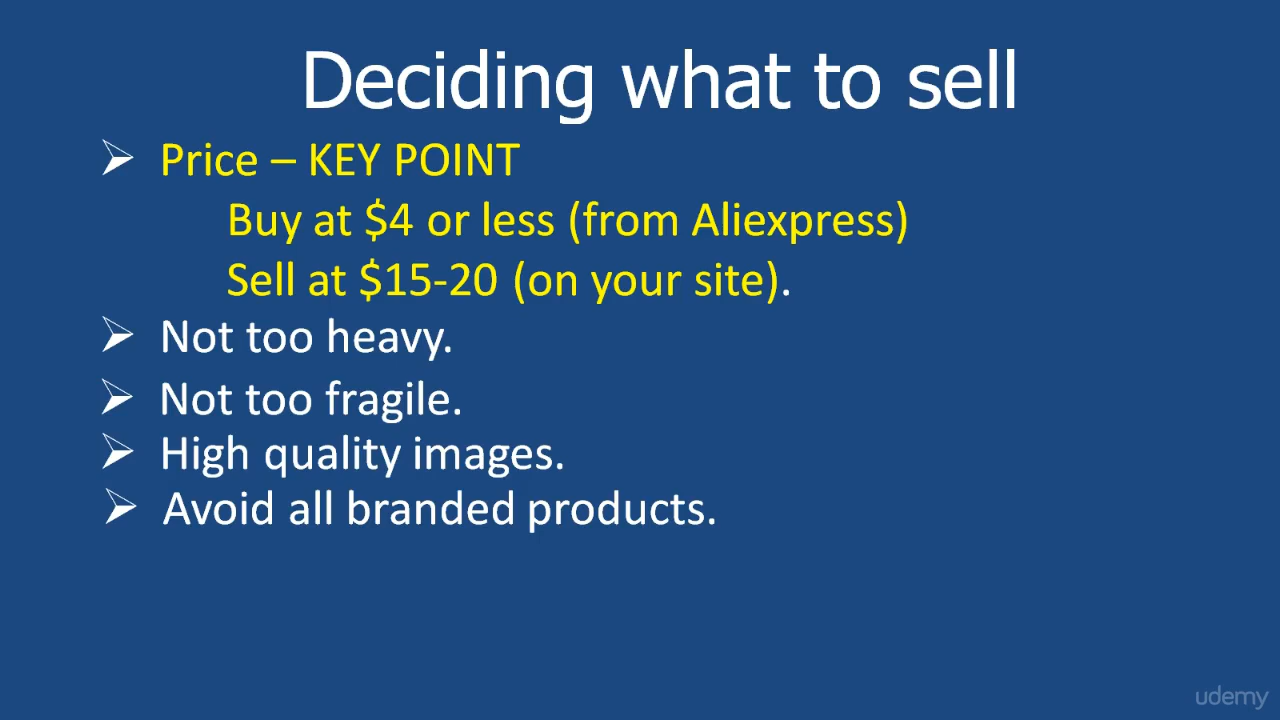 Deciding what to sell
➢ Price – KEY POINT
Buy at $4 or less (from Aliexpress)
Sell at $15-20 (on your site).
➢ Not too heavy.
➢ Not too fragile.
➢ High quality images.
➢ Avoid all branded products.
udemy